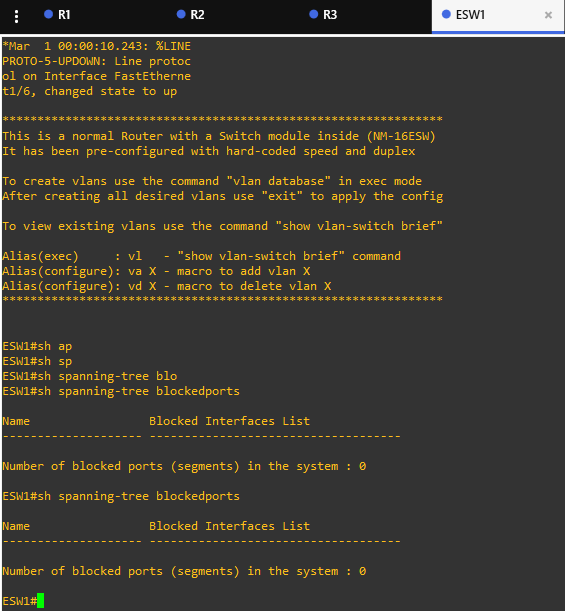 R1 R2 R3 ESW1 ×
*Mar  1 00:00:10.243: %LINE
PROTO-5-UPDOWN: Line protoc
ol on Interface FastEtherne
t1/6, changed state to up
***************************************************************
This is a normal Router with a Switch module inside (NM-16ESW)
It has been pre-configured with hard-coded speed and duplex
To create vlans use the command "vlan database" in exec mode
After creating all desired vlans use "exit" to apply the config
To view existing vlans use the command "show vlan-switch brief"
Alias(exec)     : vl   - "show vlan-switch brief" command
Alias(configure): va X - macro to add vlan X
Alias(configure): vd X - macro to delete vlan X
***************************************************************
ESW1#sh ap
ESW1#sh sp
ESW1#sh spanning-tree blo
ESW1#sh spanning-tree blockedports
Name                 Blocked Interfaces List
-------------------- ------------------------------------
Number of blocked ports (segments) in the system : 0
ESW1#sh spanning-tree blockedports
Name                 Blocked Interfaces List
-------------------- ------------------------------------
Number of blocked ports (segments) in the system : 0
ESW1#